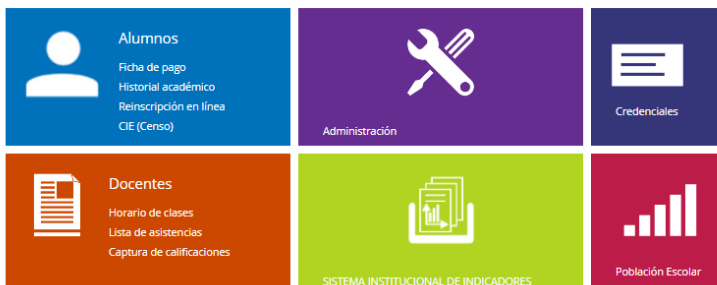 Alumnos
Ficha de pago
Historial académico
Reinscripción en línea
CIE (Censo)
Administración
Credenciales
Docentes
Horario de clases
Lista de asistencias
Captura de calificaciones
SISTEMA INSTITUCIONAL DE INDICADORES
Población Escolar